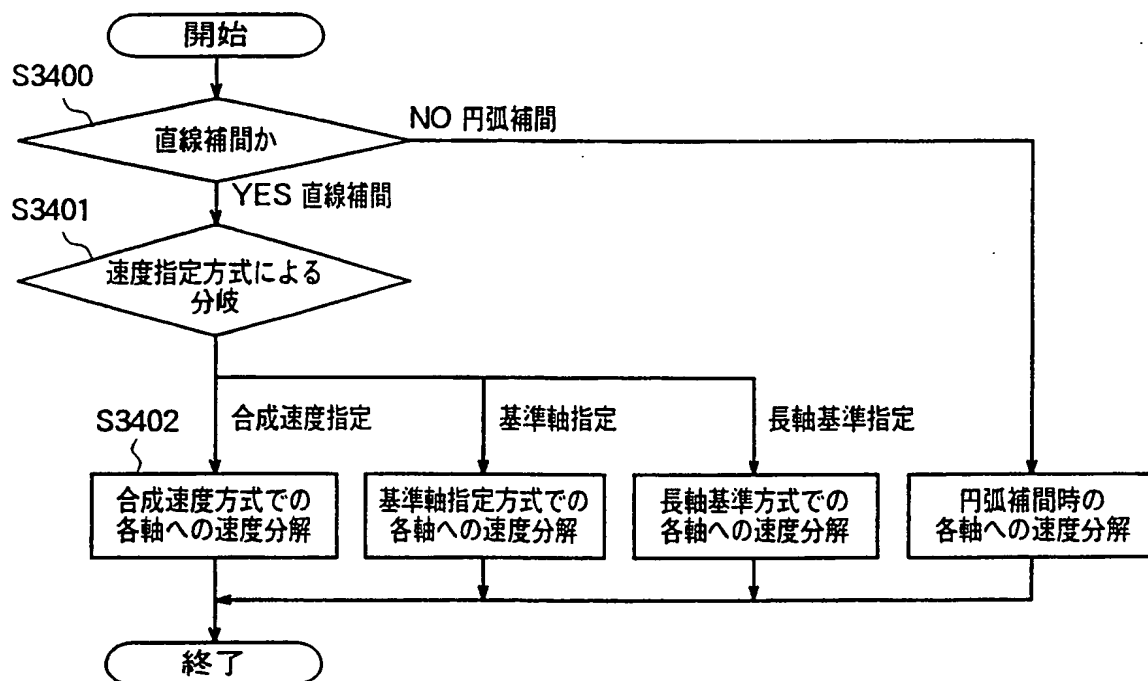 開始
S3400
直線補間か
NO 円弧補間
YES 直線補間
S3401
速度指定方式による
分岐
S3402
合成速度指定
基準軸指定
長軸基準指定
合成速度方式での
各軸への速度分解
基準軸指定方式での
各軸への速度分解
長軸基準方式での
各軸への速度分解
円弧補間時の
各軸への速度分解
終了